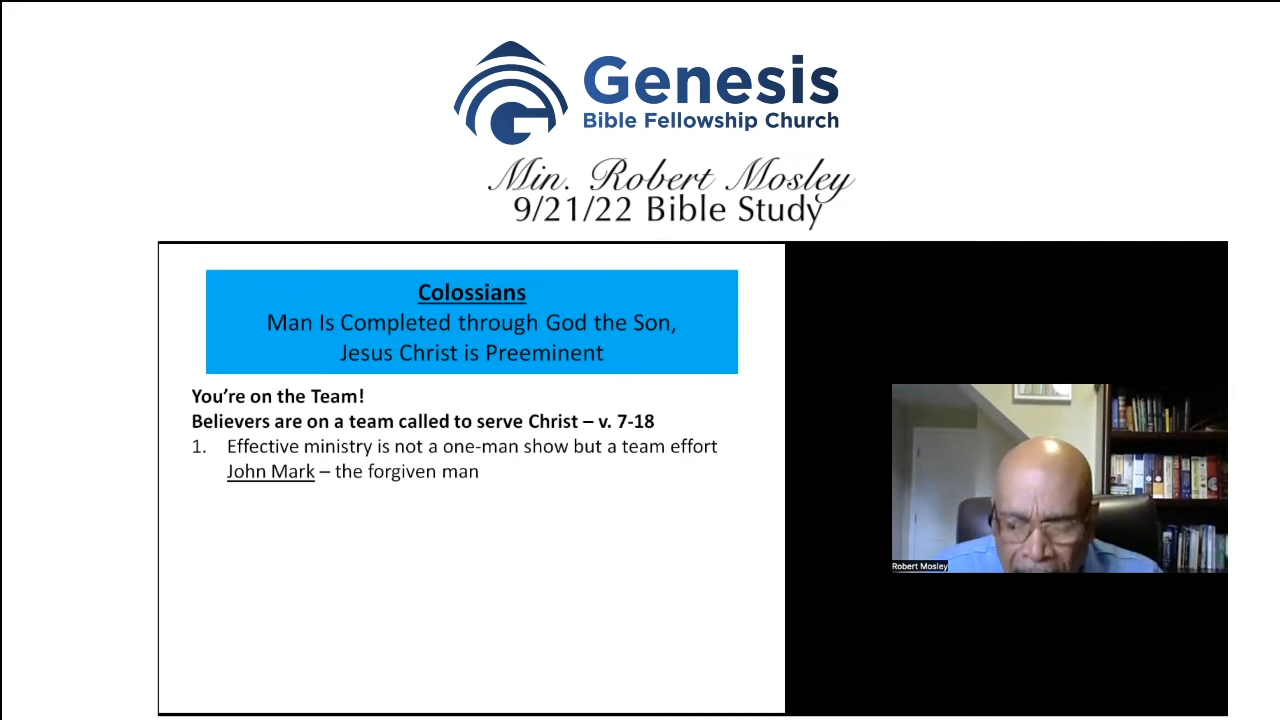 Genesis
Bible Fellowship Church
Min. Robert Mosley
9/21/22 Bible Study
Colossians
Man Is Completed through God the Son,
Jesus Christ is Preeminent
You’re on the Team!
Believers are on a team called to serve Christ – v. 7-18
1. Effective ministry is not a one-man show but a team effort
John Mark – the forgiven man
Robert Mosley